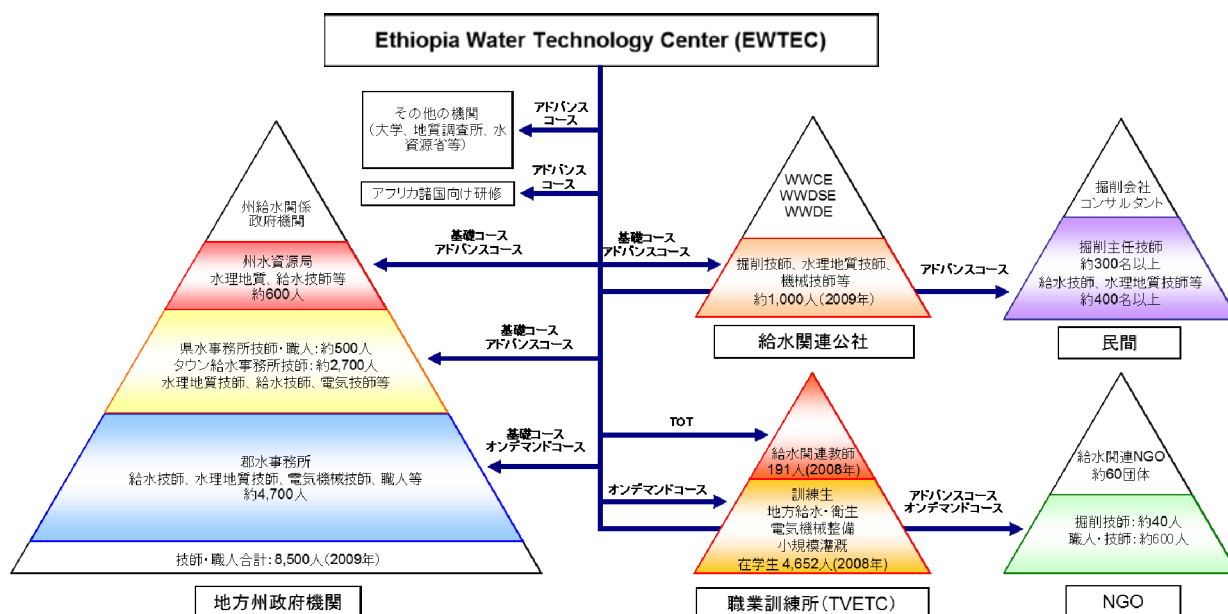 Ethiopia Water Technology Center (EWTEC)
その他の機関
(大学、地質調査所、水
資源省等)
アドバンス
コース
アフリカ諸国向け研修
アドバンス
コース
州給水関係
政府機関
州水資源局
水理地質、給水技師等
約600人
基礎コース
アドバンスコース
県水事務所技師・職人:約500人
タウン給水事務所技師:約2,700人
水理地質技師、給水技師、電気技師等
基礎コース
アドバンスコース
郡水事務所
給水技師、水理地質技師、電気機械技師、職人等
約4,700人
基礎コース
オンデマンドコース
技師・職人合計:8,500人(2009年)
地方州政府機関
WWCE
WWDSE
WWDE
基礎コース
アドバンスコース
掘削技師、水理地質技師、
機械技師等
約1,000人(2009年)
給水関連公社
アドバンスコース
掘削会社
コンサルタント
掘削主任技師
約300名以上
給水技師、水理地質技師等
約400名以上
民間
TOT
給水関連教師
191人(2008年)
オンデマンドコース
訓練生
地方給水・衛生
電気機械整備
小規模灌漑
在学生 4,652人(2008年)
職業訓練所(TVETC)
アドバンスコース
オンデマンドコース
給水関連NGO
約60団体
掘削技師:約40人
職人・技師:約600人
NGO